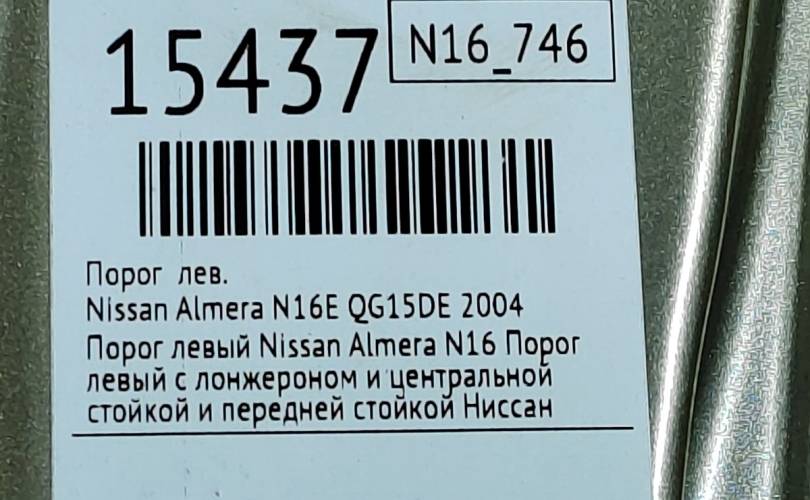 15437
N16_746
Порог лев.
Nissan Almera N16E QG15DE 2004
Порог левый Nissan Almera N16 Порог
левый с лонжероном и центральной
стойкой и передней стойкой Ниссан